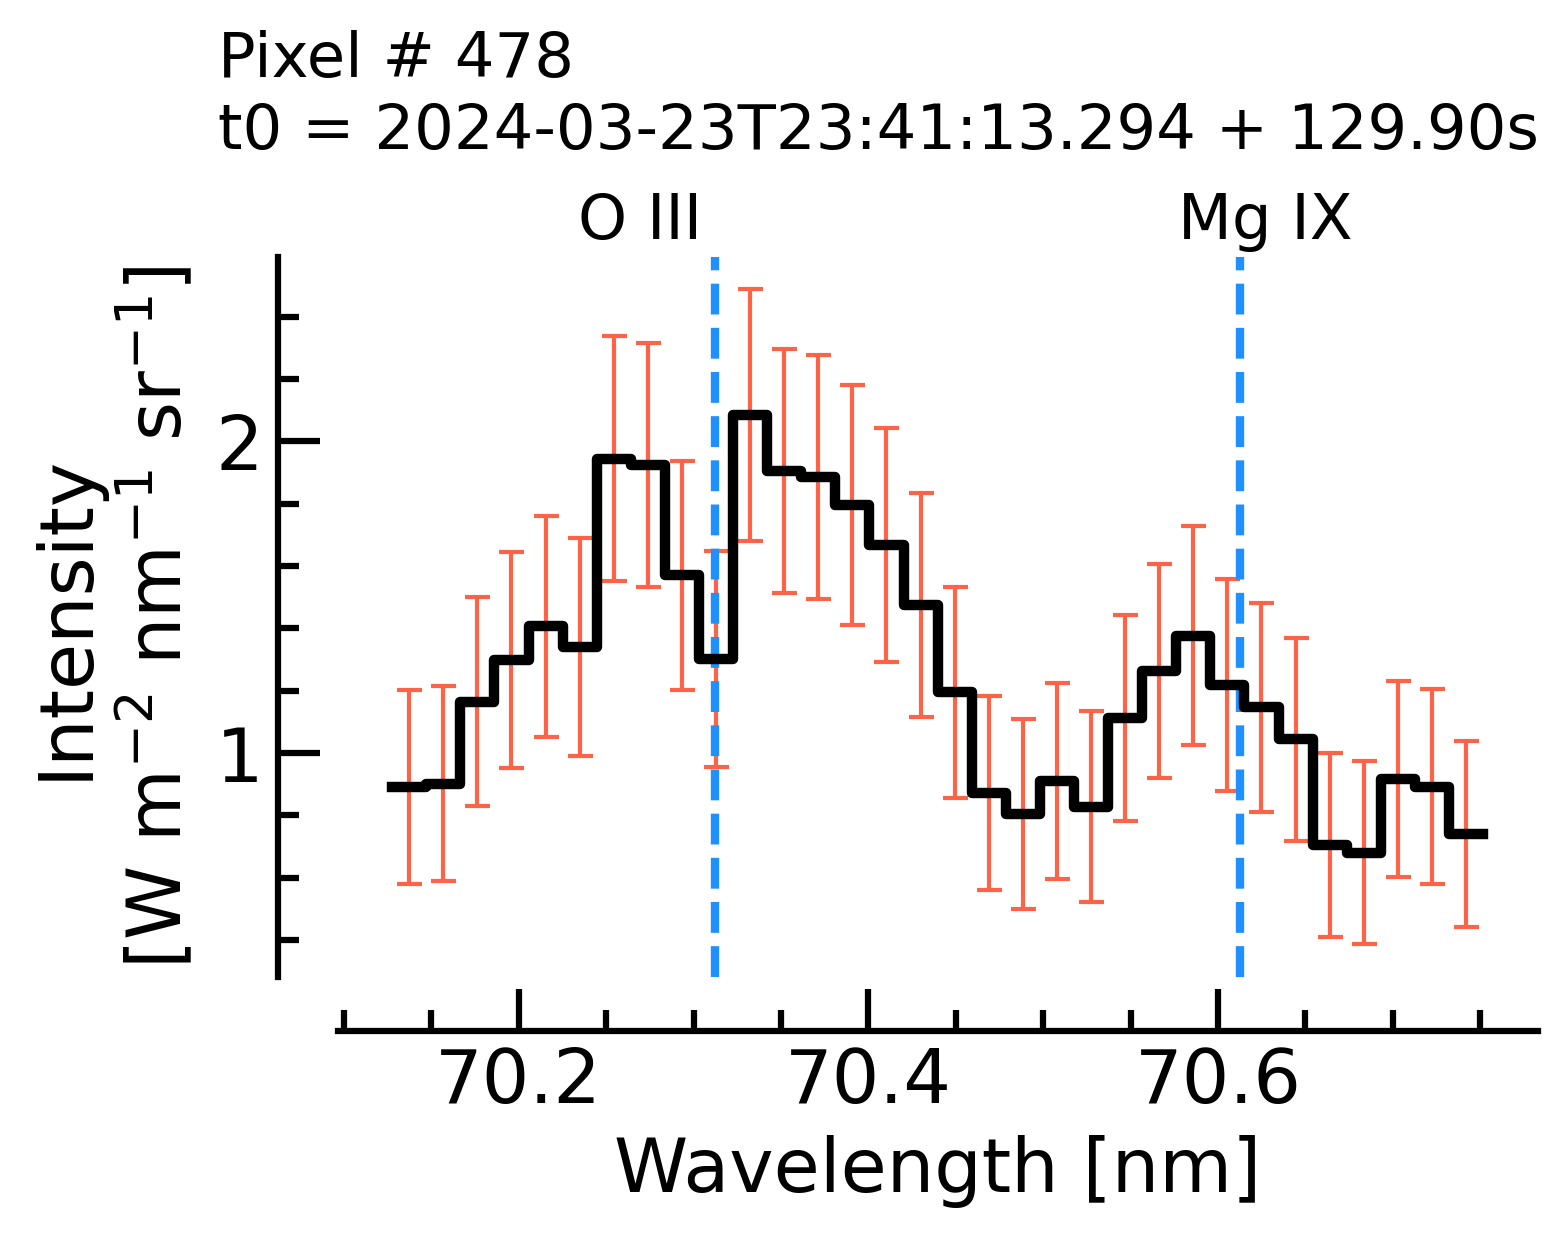 Pixel # 478
t0 = 2024-03-23T23:41:13.294 + 129.90s
O III
Mg IX
Intensity
[W m⁻² nm⁻¹ sr⁻¹]
2
1
70.2
70.4
70.6
Wavelength [nm]